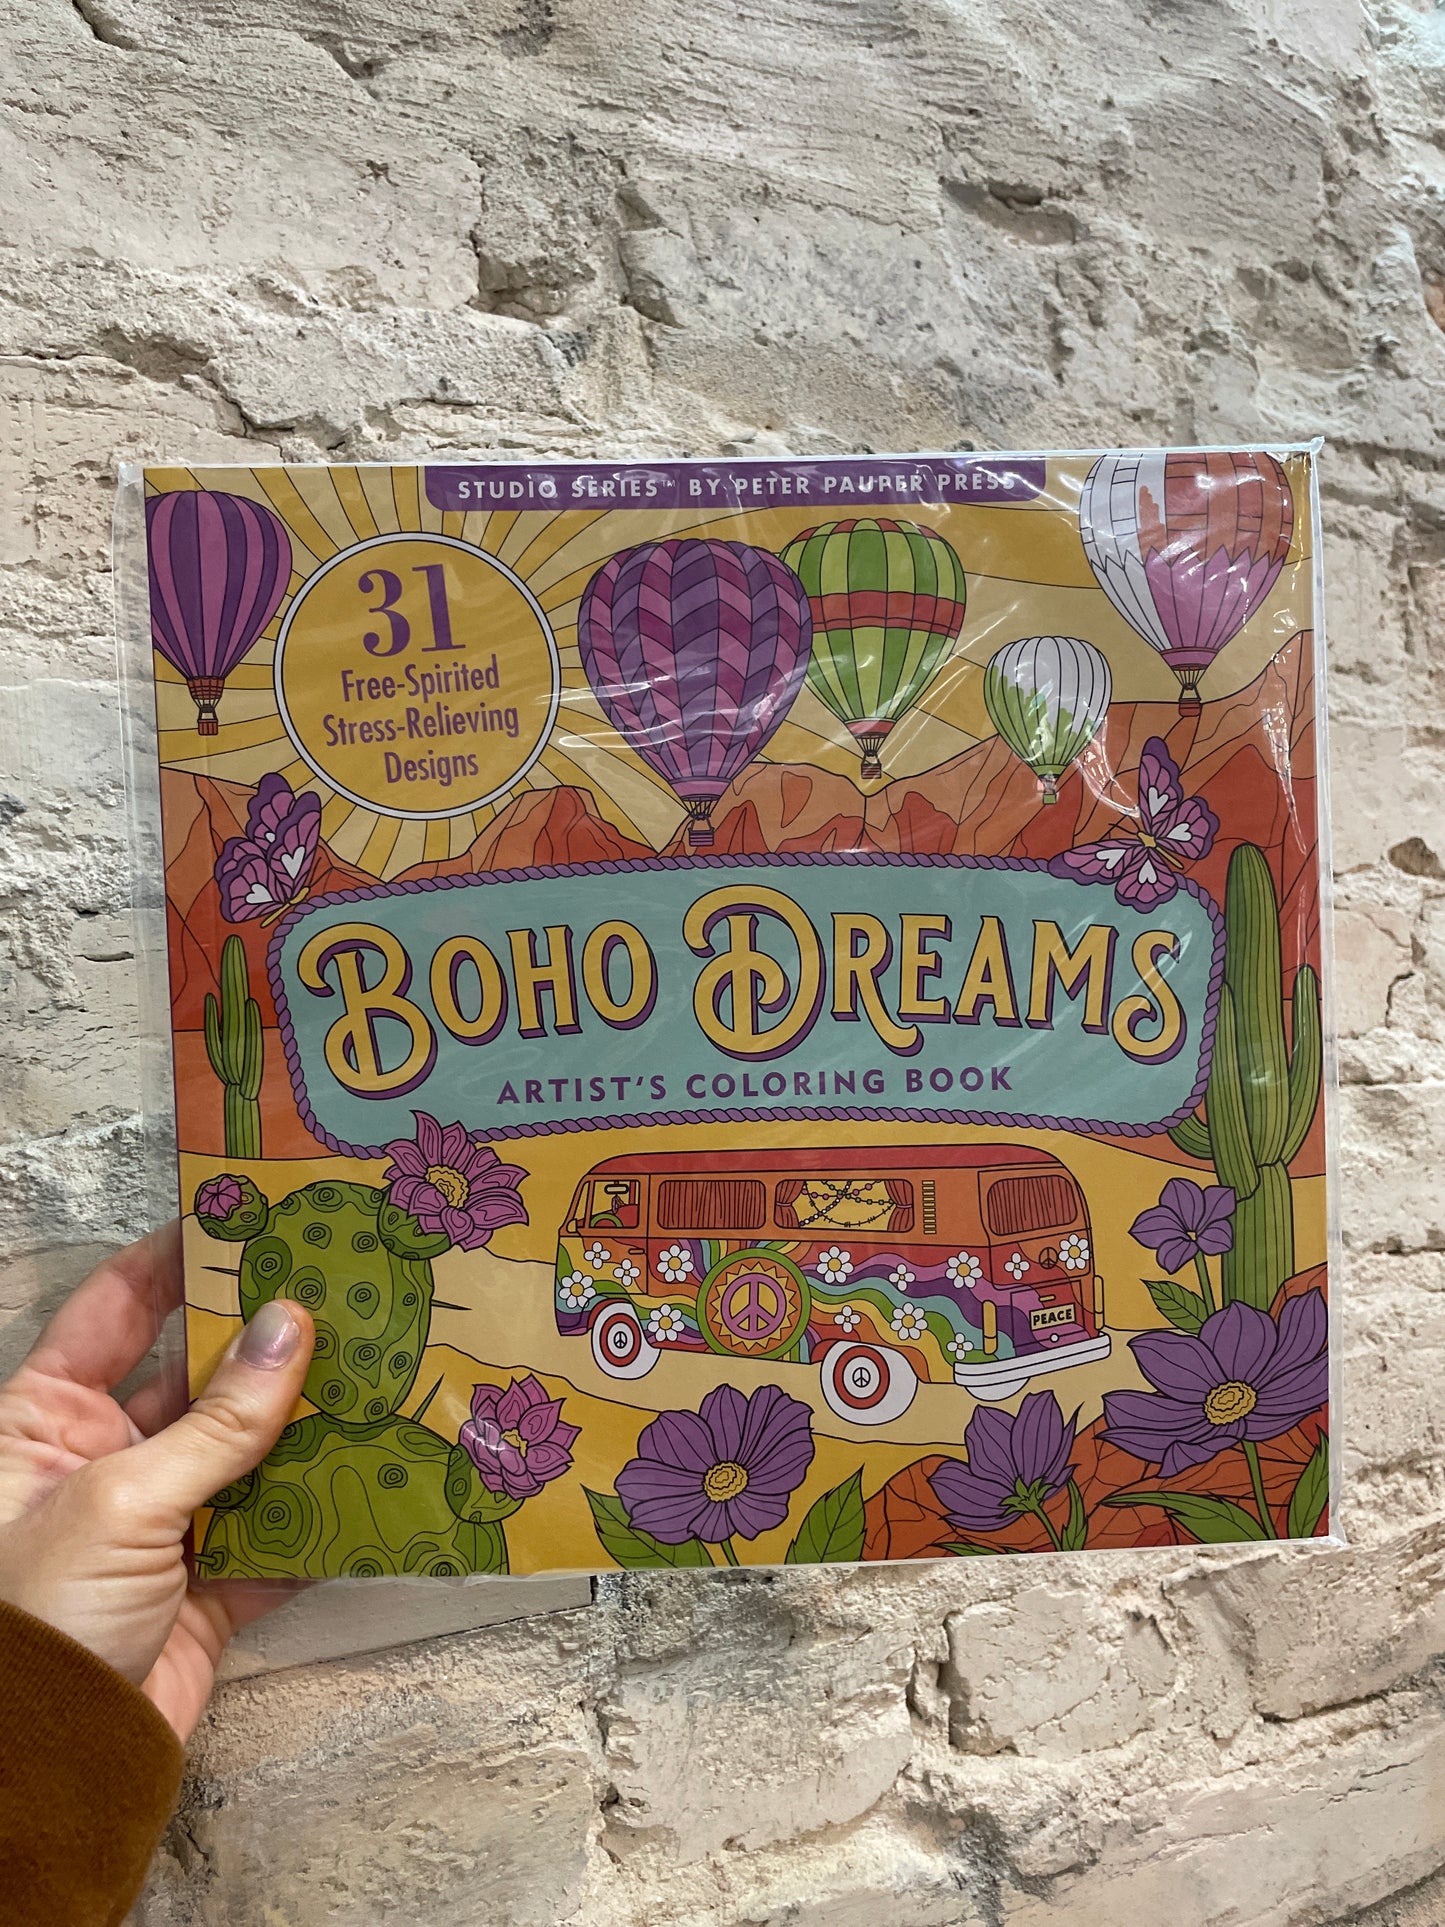 STUDIO SERIES™ BY PETER PAUPER PRESS
31
Free-Spirited
Stress-Relieving
Designs
BOHO DREAMS
ARTIST'S COLORING BOOK
PEACE